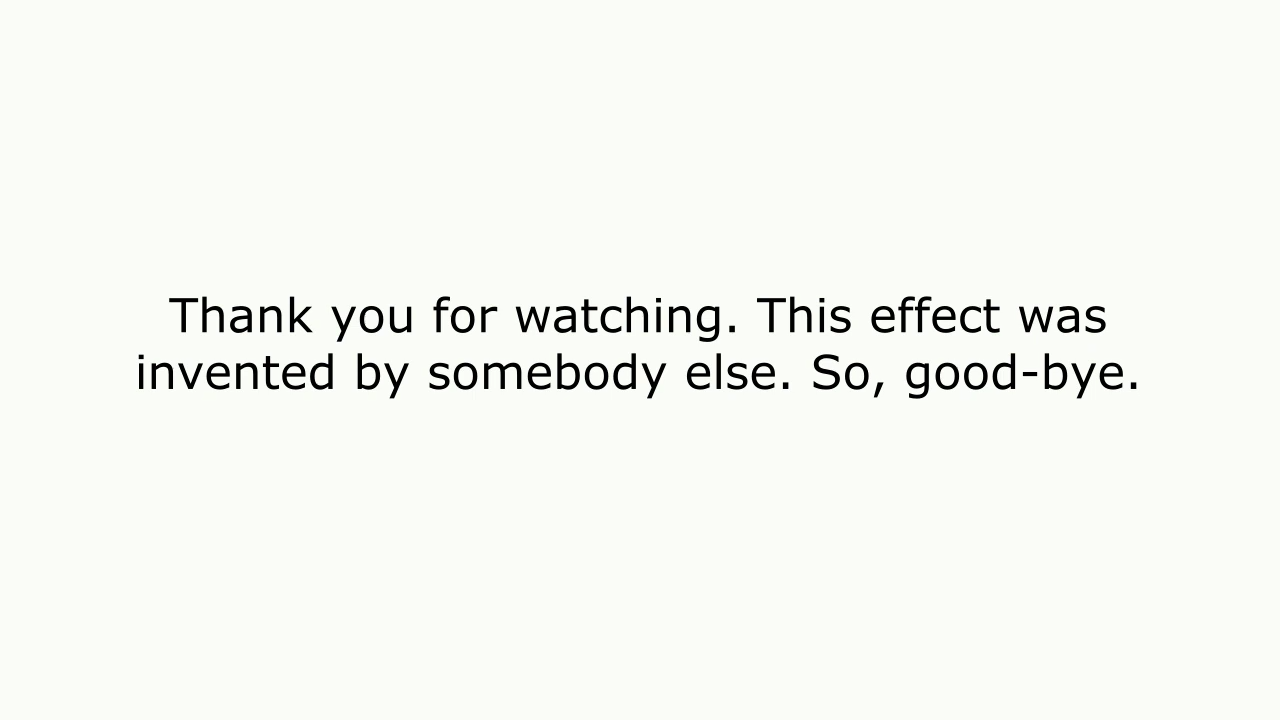 Thank you for watching. This effect was
invented by somebody else. So, good-bye.